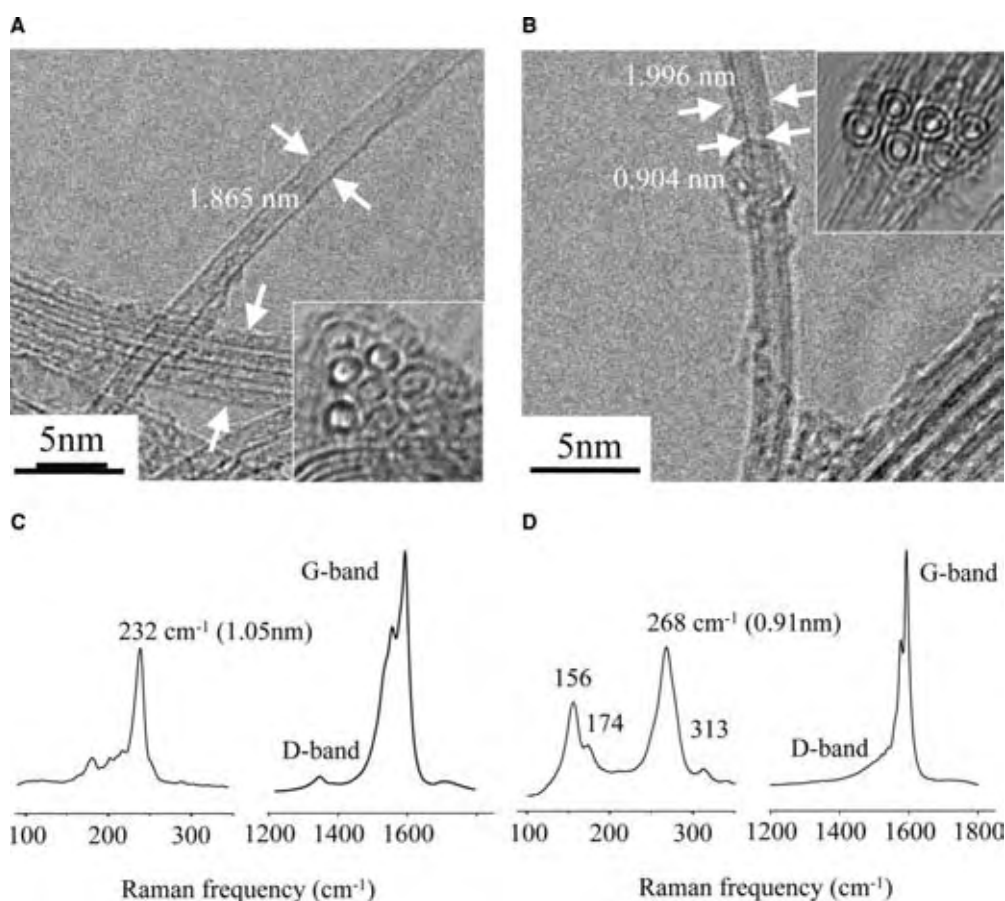 A
1.865 nm
5nm
B
1.996 nm
0.904 nm
5nm
C
G-band
232 cm⁻¹ (1.05nm)
D-band
100 200 300 1200 1400 1600
Raman frequency (cm⁻¹)
D
G-band
268 cm⁻¹ (0.91nm)
156
174
313
D-band
100 200 300 1200 1400 1600 1800
Raman frequency (cm⁻¹)